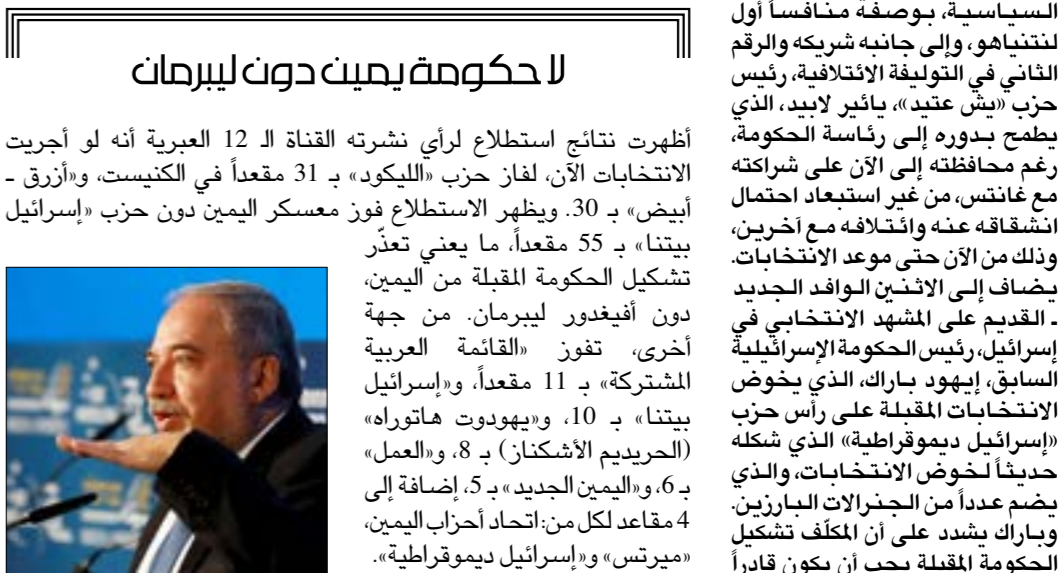 السياسية، بوصفة منافساً أول
لنتنياهو، وإلى جانبه شريكه والرقم
الثاني في التوليفة الائتلافية، رئيس
حزب «يش عتيد»، يائير لابيد، الذي
يطمح بدوره إلى رئاسة الحكومة،
رغم محافظته إلى الآن على شراكته
مع غانتس، من غير استبعاد احتمال
انشقاقه عنه وائتلافه مع آخرين،
وذلك من الآن حتى موعد الانتخابات.
يضاف إلى الاثنين الوافد الجديد
ـ القديم على المشهد الانتخابي في
إسرائيل، رئيس الحكومة الإسرائيلية
السابق، إيهود باراك، الذي يخوض
الانتخابات المقبلة على رأس حزب
«إسرائيل ديموقراطية» الذي شكله
حديثاً لخوض الانتخابات، والذي
يضم عدداً من الجنرالات البارزين.
وباراك يشدد على أن المكلّف تشكيل
الحكومة المقبلة يجب أن يكون قادراً
لا حكومة يمين دون ليبرمان
أظهرت نتائج استطلاع لرأي نشرته القناة الـ 12 العبرية أنه لو أجريت
الانتخابات الآن، لفاز حزب «الليكود» بـ 31 مقعداً في الكنيست، و«أزرق ـ
أبيض» بـ 30. ويظهر الاستطلاع فوز معسكر اليمين دون حزب «إسرائيل
بيتنا» بـ 55 مقعداً، ما يعني تعذّر
تشكيل الحكومة المقبلة من اليمين،
دون أفيغدور ليبرمان. من جهة
أخرى، تفوز «القائمة العربية
المشتركة» بـ 11 مقعداً، و«إسرائيل
بيتنا» بـ 10، و«يهودوت هاتوراه»
(الحريديم الأشكناز) بـ 8، و«العمل»
بـ 6، و«اليمين الجديد» بـ 5، إضافة إلى
4 مقاعد لكل من: اتحاد أحزاب اليمين،
«ميرتس» و«إسرائيل ديموقراطية».